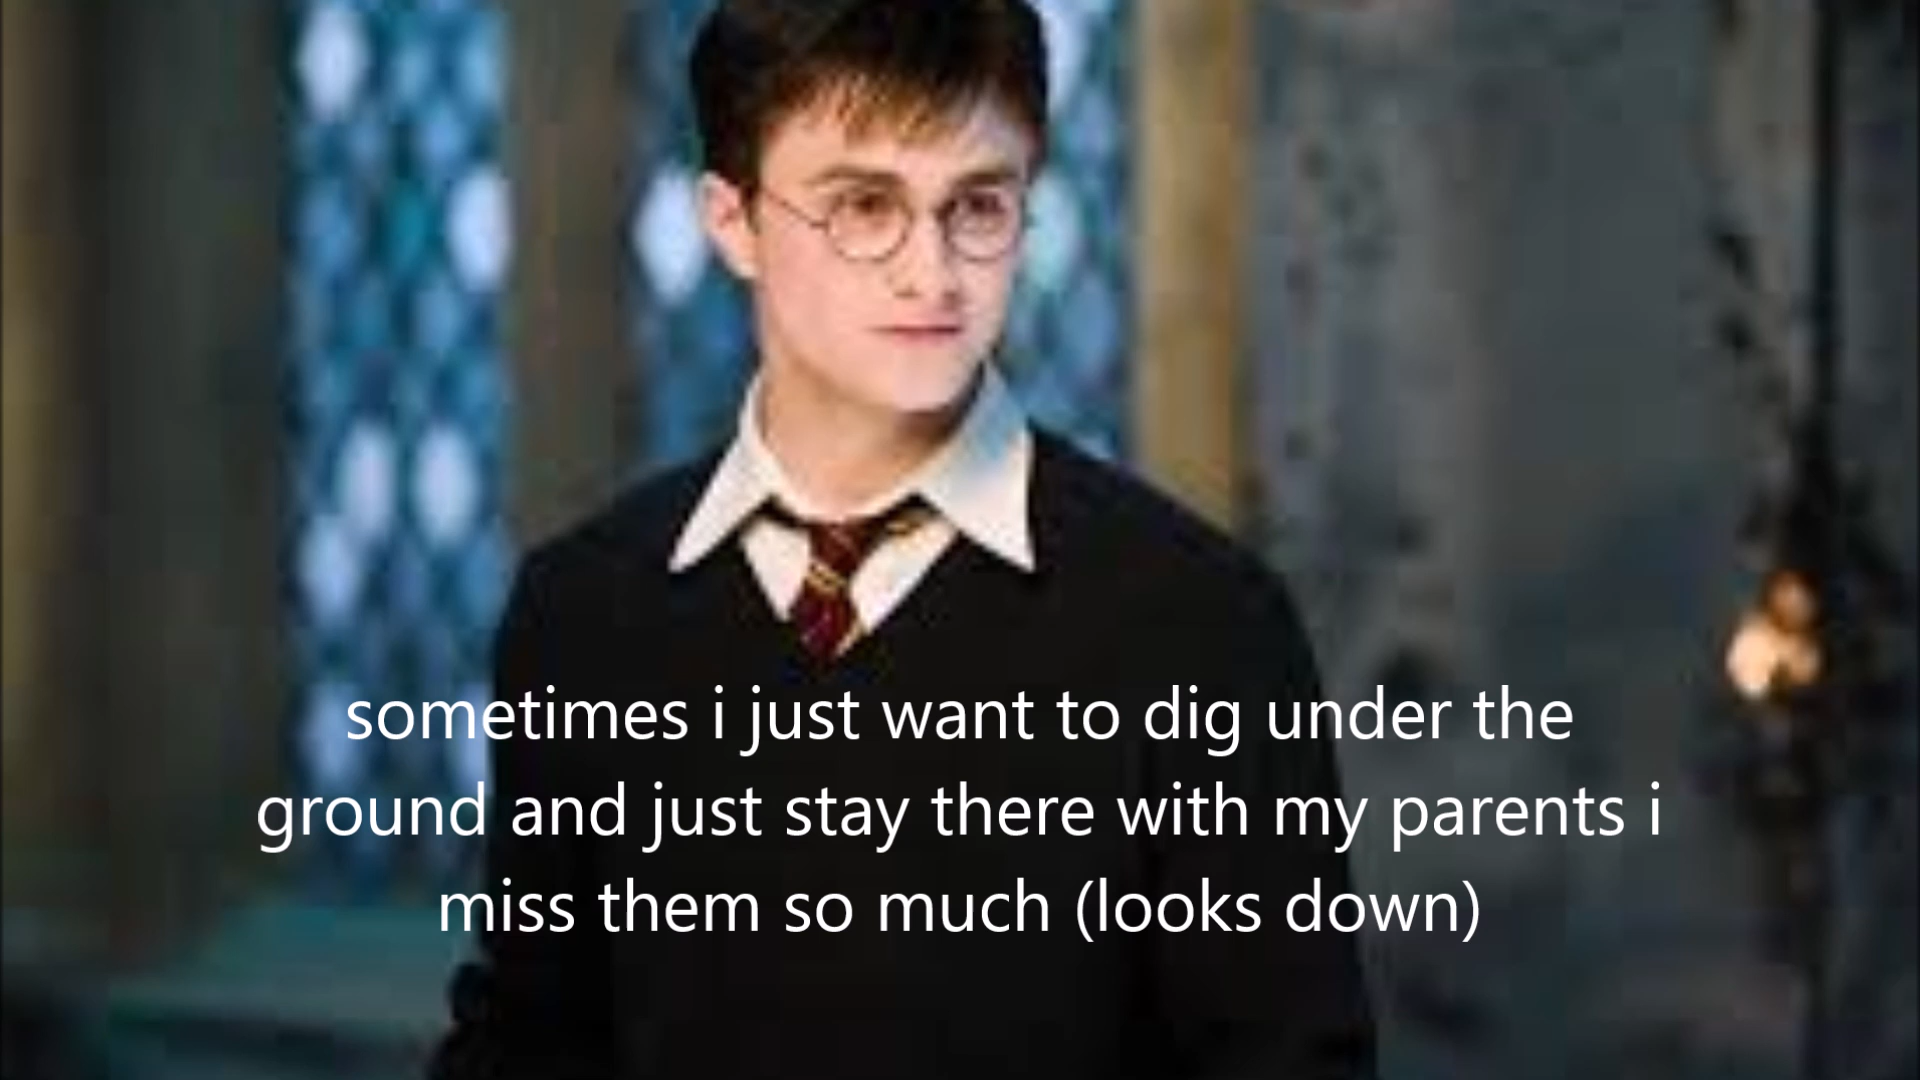 sometimes i just want to dig under the
ground and just stay there with my parents i
miss them so much (looks down)